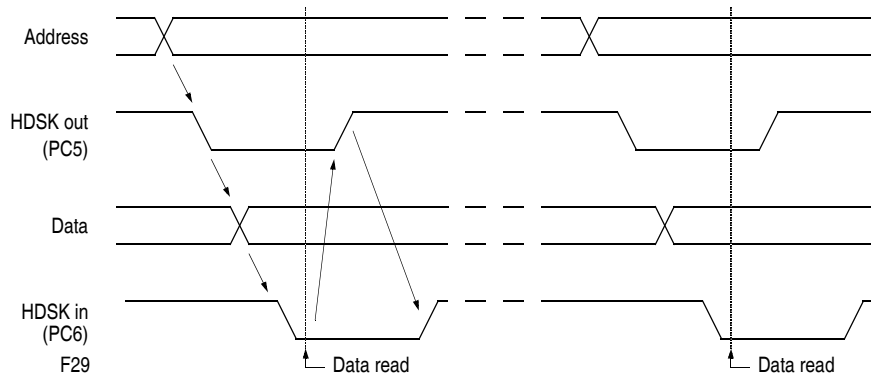 Address
HDSK out
(PC5)
Data
HDSK in
(PC6)
F29
Data read
Data read